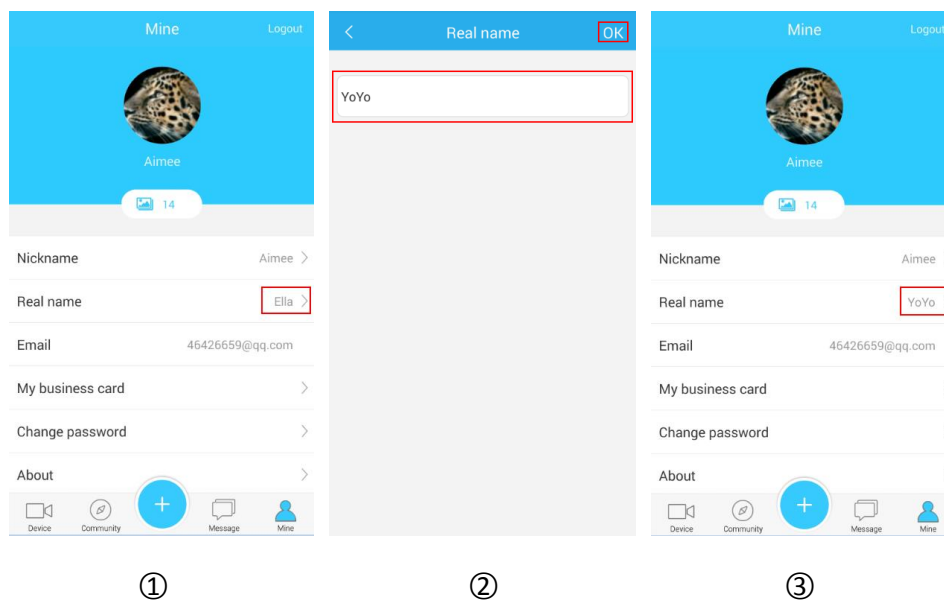 Mine Logout
Aimee
14
Nickname Aimee
Real name Ella
Email 46426659@qq.com
My business card
Change password
About
Device Community Message Mine
①
Real name OK
YoYo
②
Mine Logout
Aimee
14
Nickname Aimee
Real name YoYo
Email 46426659@qq.com
My business card
Change password
About
Device Community Message Mine
③